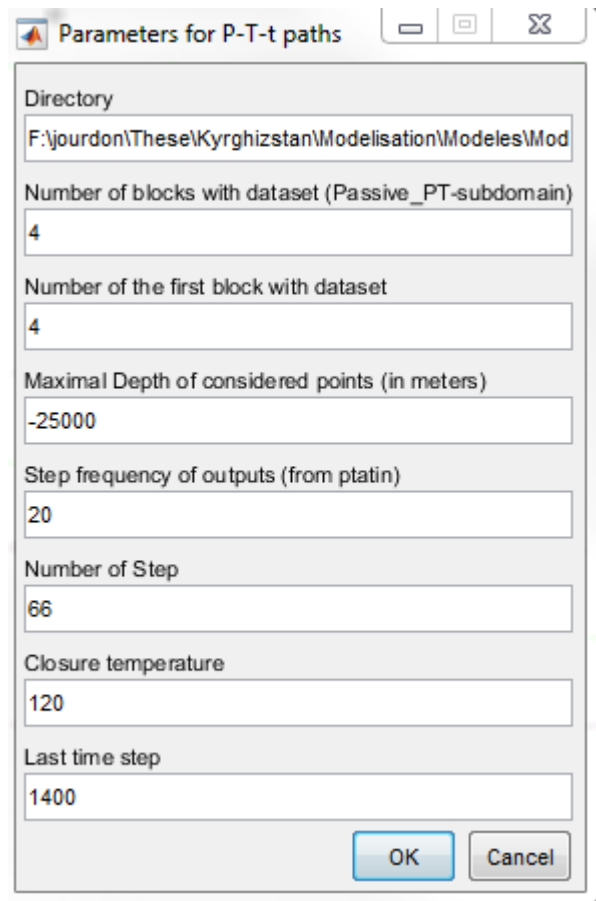 Parameters for P-T-t paths
Directory
F:\jourdon\These\Kyrghizstan\Modelisation\Modeles\Mod
Number of blocks with dataset (Passive_PT-subdomain)
4
Number of the first block with dataset
4
Maximal Depth of considered points (in meters)
-25000
Step frequency of outputs (from ptatin)
20
Number of Step
66
Closure temperature
120
Last time step
1400
OK Cancel